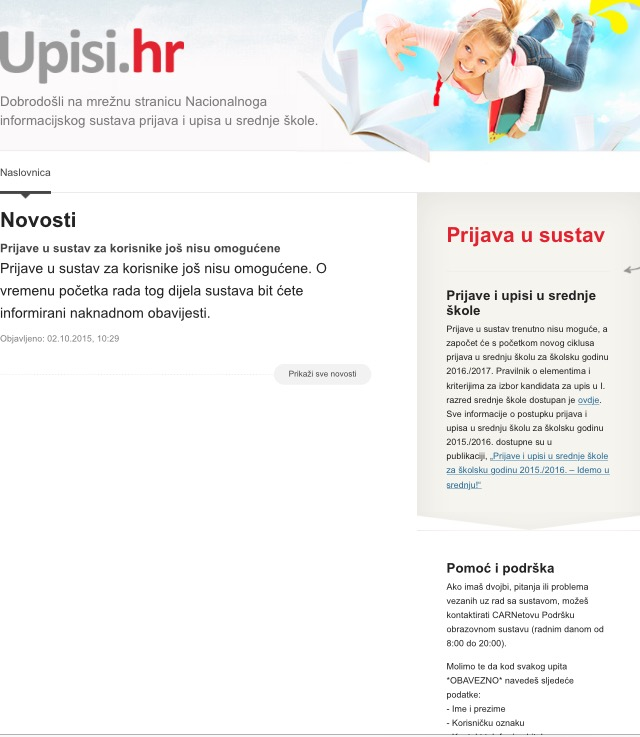 Upisi.hr
Dobrodošli na mrežnu stranicu Nacionalnoga
informacijskog sustava prijava i upisa u srednje škole.
Naslovnica
Novosti
Prijave u sustav za korisnike još nisu omogućene
Prijave u sustav za korisnike još nisu omogućene. O
vremenu početka rada tog dijela sustava bit ćete
informirani naknadnom obavijesti.
Objavljeno: 02.10.2015, 10:29
Prikaži sve novosti
Prijava u sustav
Prijave i upisi u srednje
škole
Prijave u sustav trenutno nisu moguće, a
započet će s početkom novog ciklusa
prijava u srednju školu za školsku godinu
2016./2017. Pravilnik o elementima i
kriterijima za izbor kandidata za upis u I.
razred srednje škole dostupan je ovdje.
Sve informacije o postupku prijava i
upisa u srednju školu za školsku godinu
2015./2016. dostupne su u
publikaciji, „Prijave i upisi u srednje škole
za školsku godinu 2015./2016. – Idemo u
srednju!“
Pomoć i podrška
Ako imaš dvojbi, pitanja ili problema
vezanih uz rad sa sustavom, možeš
kontaktirati CARNetovu Podršku
obrazovnom sustavu (radnim danom od
8:00 do 20:00).
Molimo te da kod svakog upita
*OBAVEZNO* navedeš sljedeće
podatke:
- Ime i prezime
- Korisničku oznaku